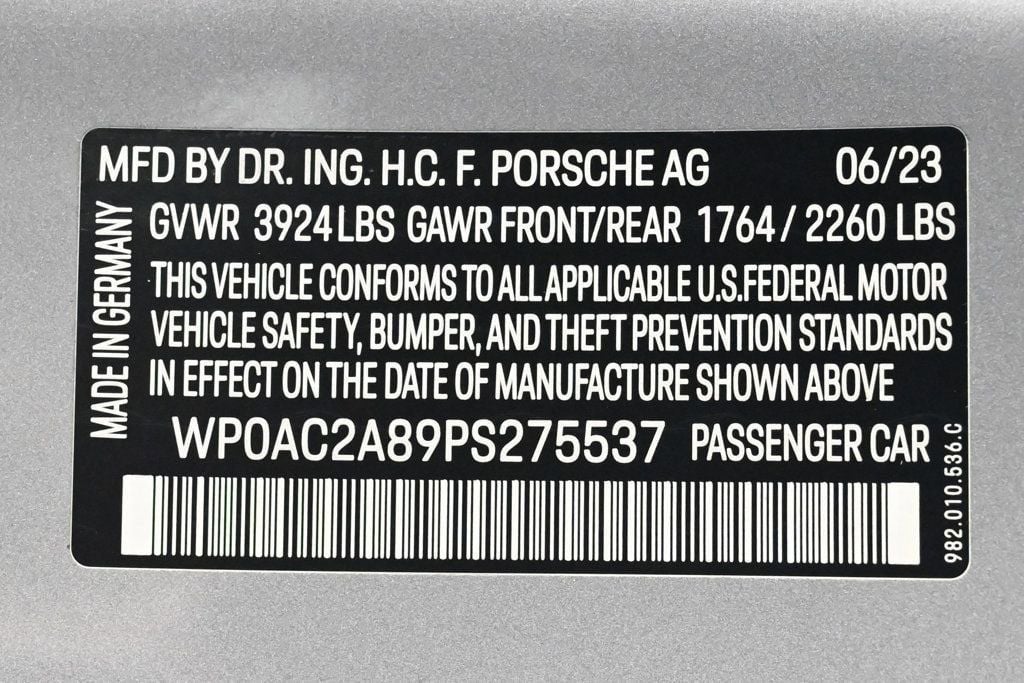 MFD BY DR. ING. H.C. F. PORSCHE AG 06/23
GVWR 3924 LBS GAWR FRONT/REAR 1764 / 2260 LBS
THIS VEHICLE CONFORMS TO ALL APPLICABLE U.S.FEDERAL MOTOR
VEHICLE SAFETY, BUMPER, AND THEFT PREVENTION STANDARDS
IN EFFECT ON THE DATE OF MANUFACTURE SHOWN ABOVE
WP0AC2A89PS275537 PASSENGER CAR
MADE IN GERMANY
982.010.536.C